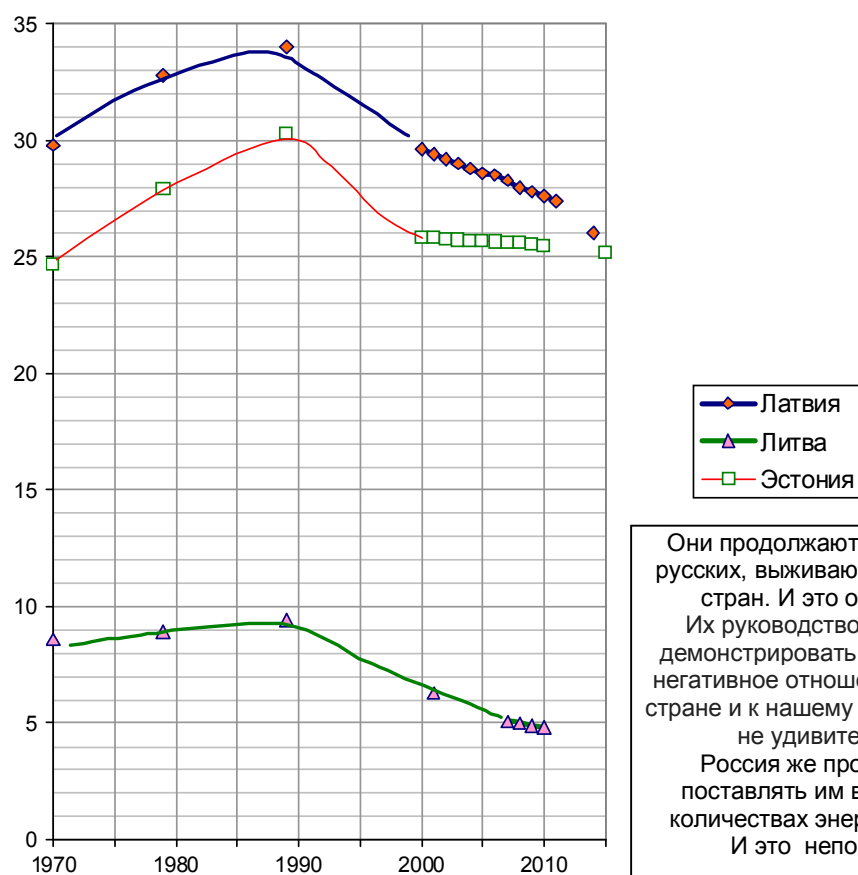 35
30
25
20
15
10
5
0
1970 1980 1990 2000 2010
Латвия
Литва
Эстония
Они продолжают
русских, выживаю
стран. И это о
Их руководство
демонстрировать
негативное отноше
стране и к нашему
не удивите
Россия же про
поставлять им в
количествах энер
И это непо